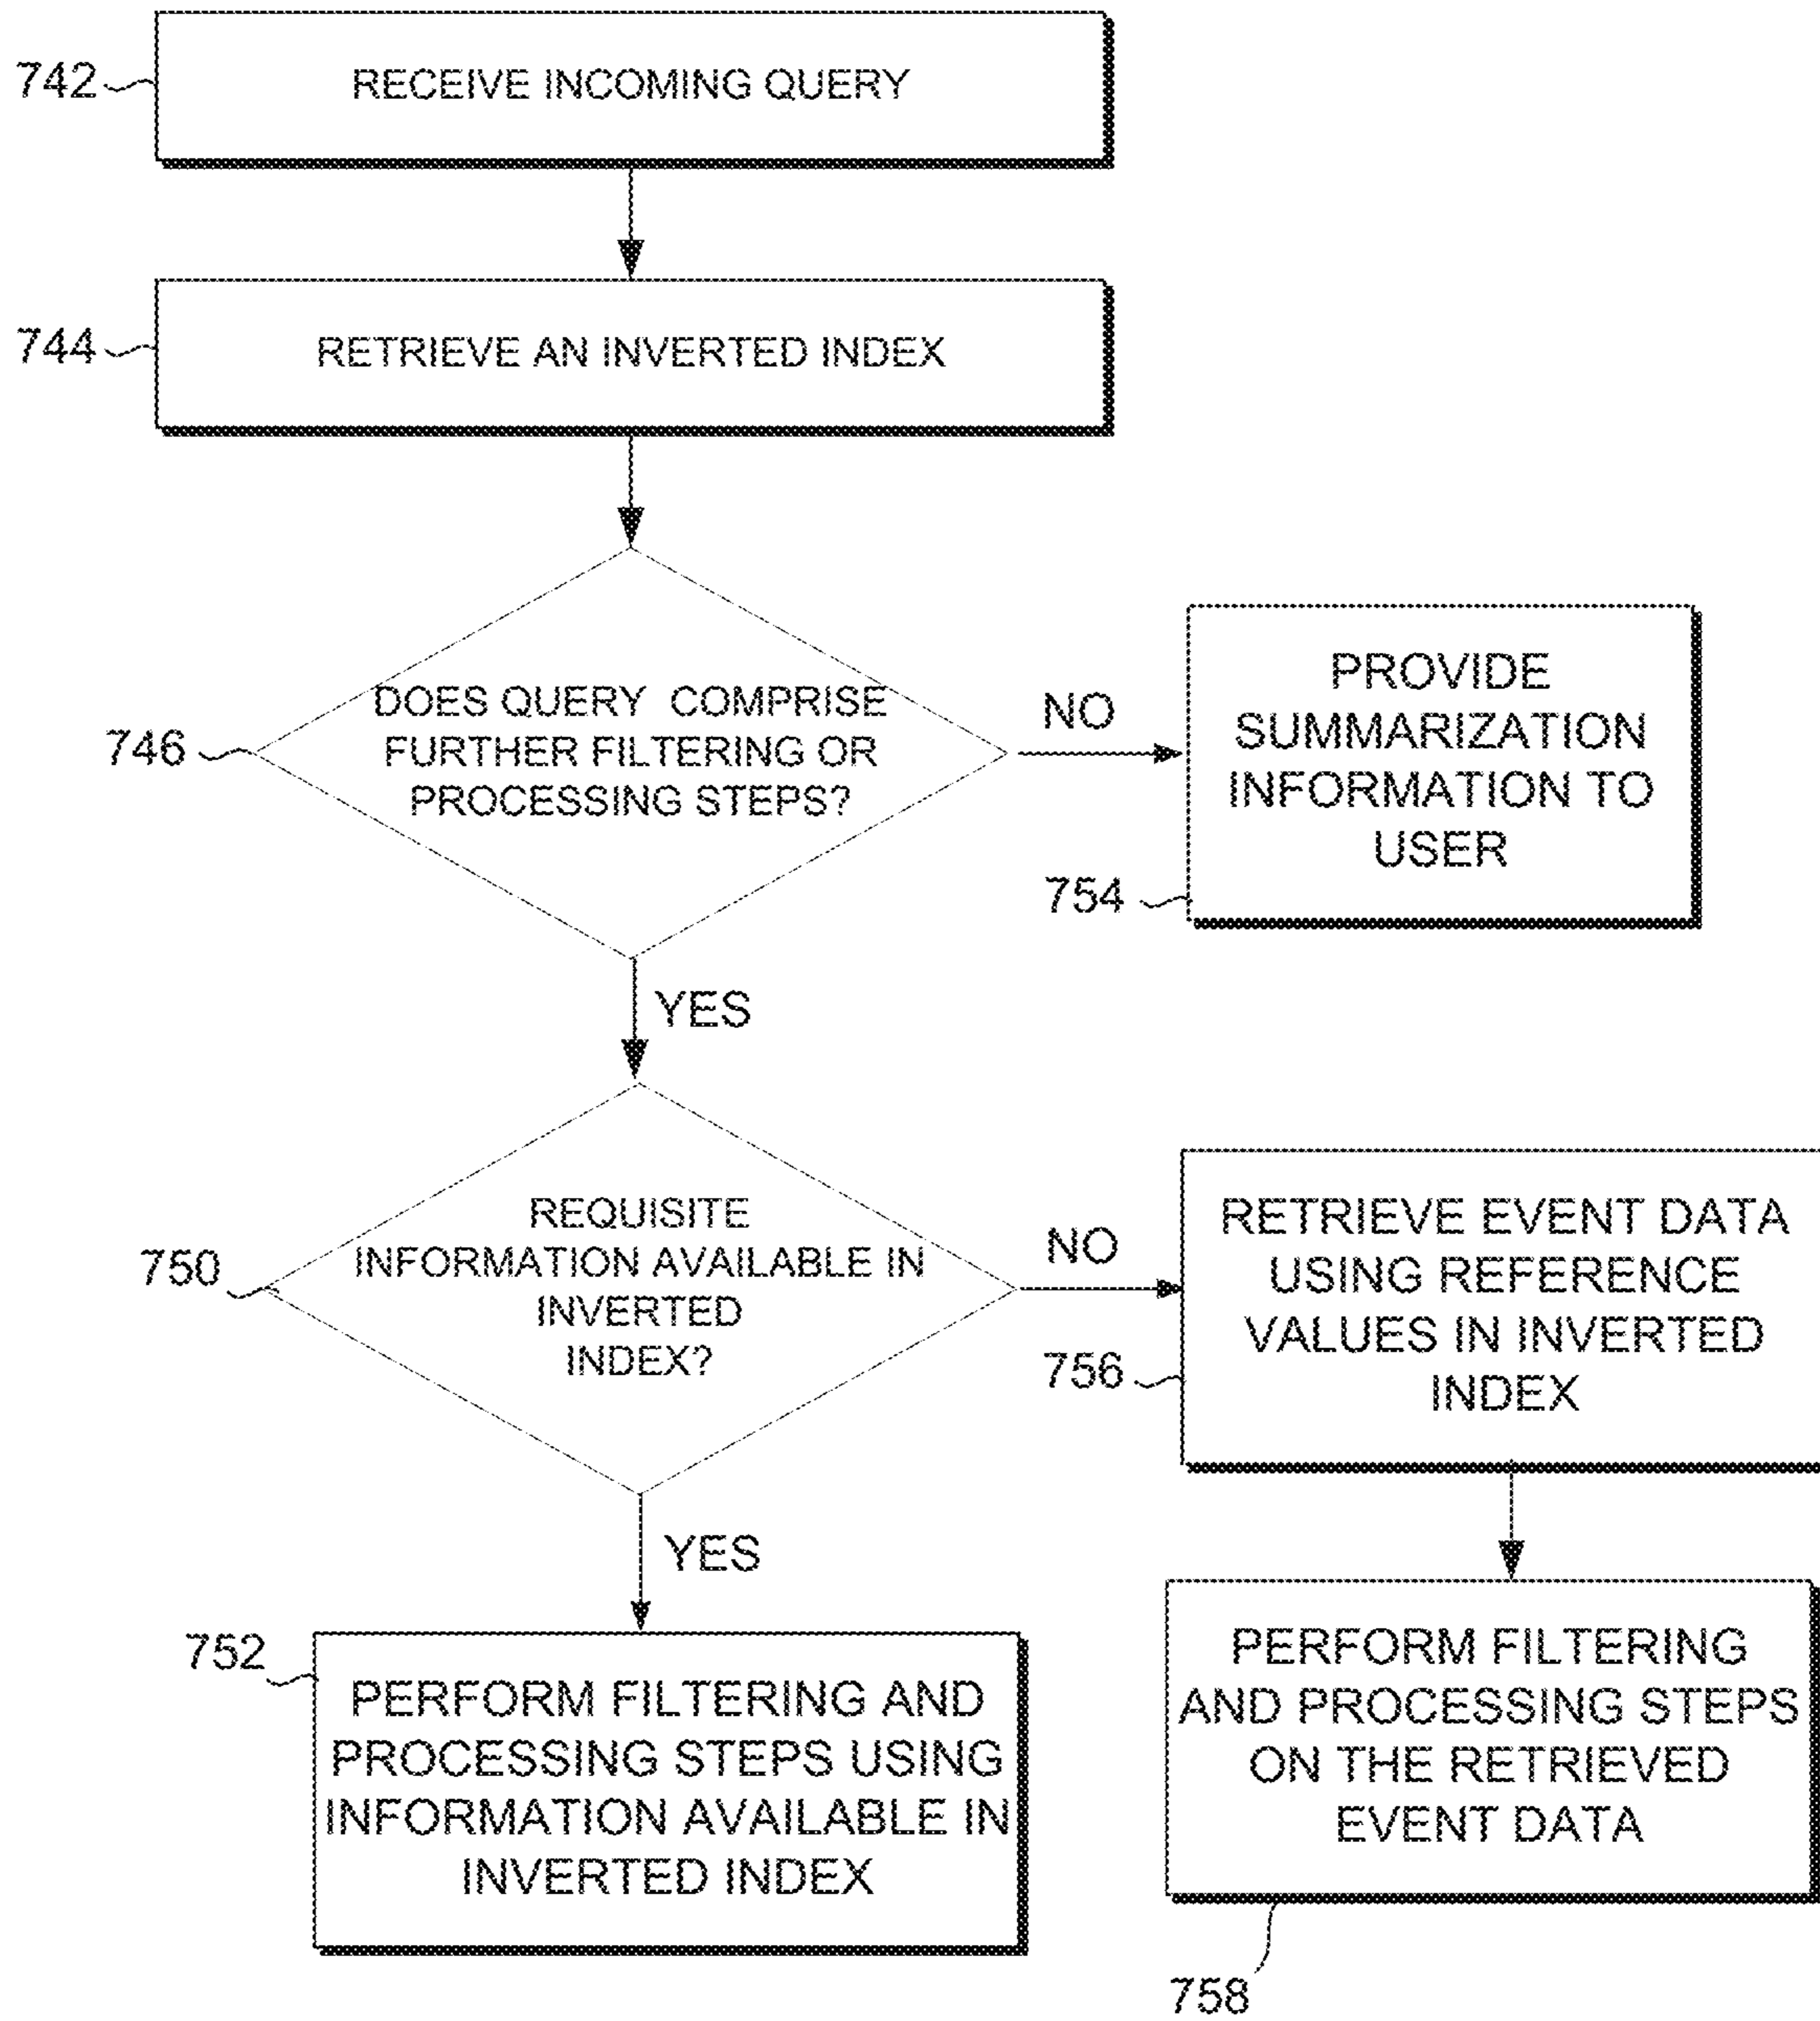 742
RECEIVE INCOMING QUERY
744
RETRIEVE AN INVERTED INDEX
746
DOES QUERY COMPRISE
FURTHER FILTERING OR
PROCESSING STEPS?
NO
PROVIDE
SUMMARIZATION
INFORMATION TO
USER
754
YES
750
REQUISITE
INFORMATION AVAILABLE IN
INVERTED
INDEX?
NO
RETRIEVE EVENT DATA
USING REFERENCE
VALUES IN INVERTED
INDEX
756
YES
752
PERFORM FILTERING AND
PROCESSING STEPS USING
INFORMATION AVAILABLE IN
INVERTED INDEX
PERFORM FILTERING
AND PROCESSING STEPS
ON THE RETRIEVED
EVENT DATA
758